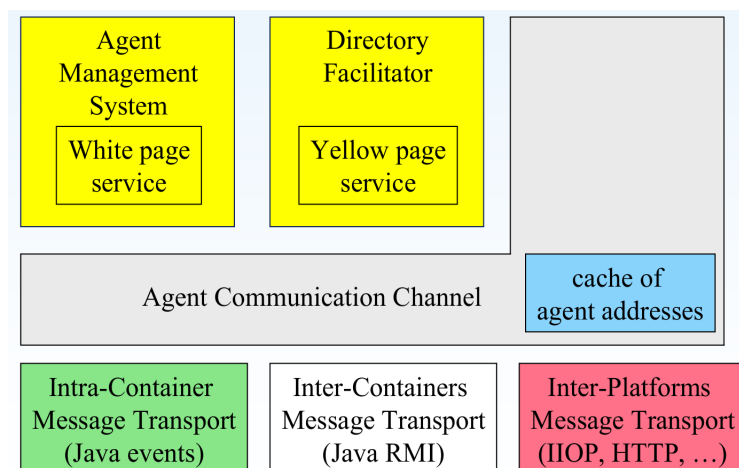 Agent
Management
System
White page
service
Directory
Facilitator
Yellow page
service
Agent Communication Channel
cache of
agent addresses
Intra-Container
Message Transport
(Java events)
Inter-Containers
Message Transport
(Java RMI)
Inter-Platforms
Message Transport
(IIOP, HTTP, …)